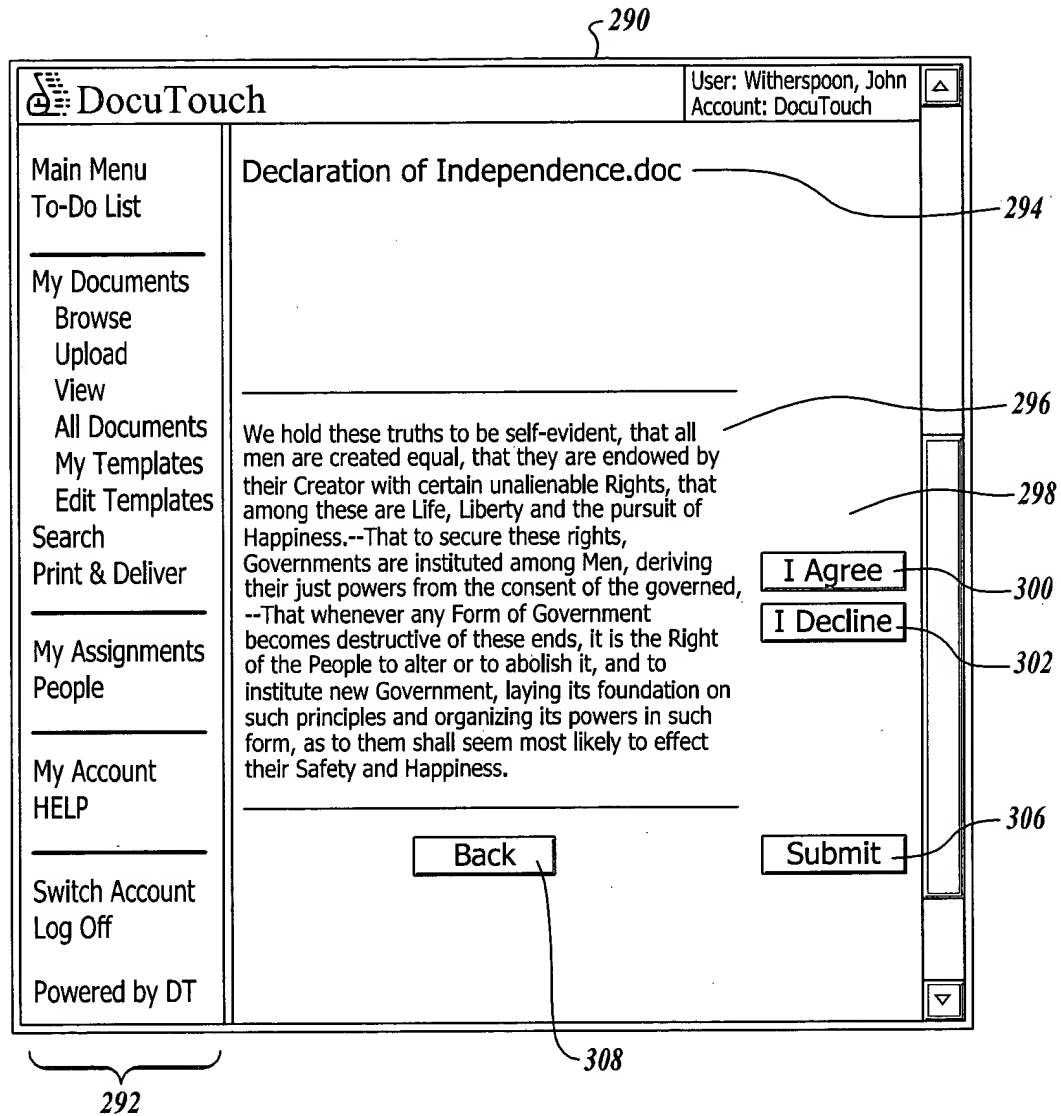 290
DocuTouch
User: Witherspoon, John
Account: DocuTouch
Main Menu
To-Do List
My Documents
Browse
Upload
View
All Documents
My Templates
Edit Templates
Search
Print & Deliver
My Assignments
People
My Account
HELP
Switch Account
Log Off
Powered by DT
292
Declaration of Independence.doc
294
We hold these truths to be self-evident, that all
men are created equal, that they are endowed by
their Creator with certain unalienable Rights, that
among these are Life, Liberty and the pursuit of
Happiness.--That to secure these rights,
Governments are instituted among Men, deriving
their just powers from the consent of the governed,
--That whenever any Form of Government
becomes destructive of these ends, it is the Right
of the People to alter or to abolish it, and to
institute new Government, laying its foundation on
such principles and organizing its powers in such
form, as to them shall seem most likely to effect
their Safety and Happiness.
296
298
I Agree
300
I Decline
302
Back
308
Submit
306